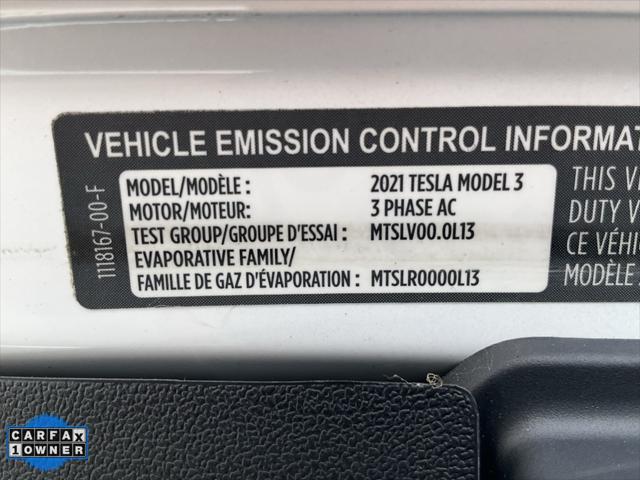 VEHICLE EMISSION CONTROL INFORMAT
MODEL/MODÈLE : 2021 TESLA MODEL 3
MOTOR/MOTEUR: 3 PHASE AC
TEST GROUP/GROUPE D'ESSAI : MTSLV00.0L13
EVAPORATIVE FAMILY/
FAMILLE DE GAZ D'ÉVAPORATION : MTSLR0000L13
THIS V
DUTY V
CE VÉHI
MODÈLE
1118167-00-F
CARFAX
1 OWNER